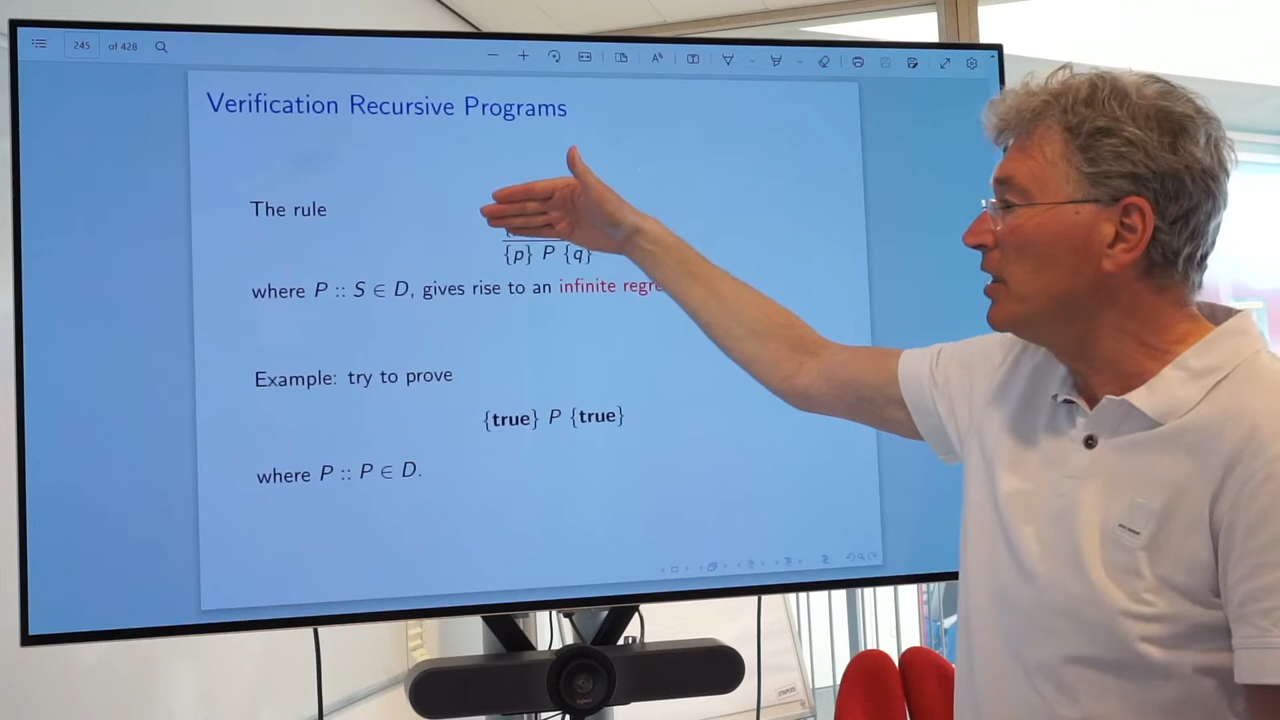 245 of 428
Verification Recursive Programs
The rule
{p} P {q}
where P :: S ∈ D, gives rise to an infinite regre
Example: try to prove
{true} P {true}
where P :: P ∈ D.